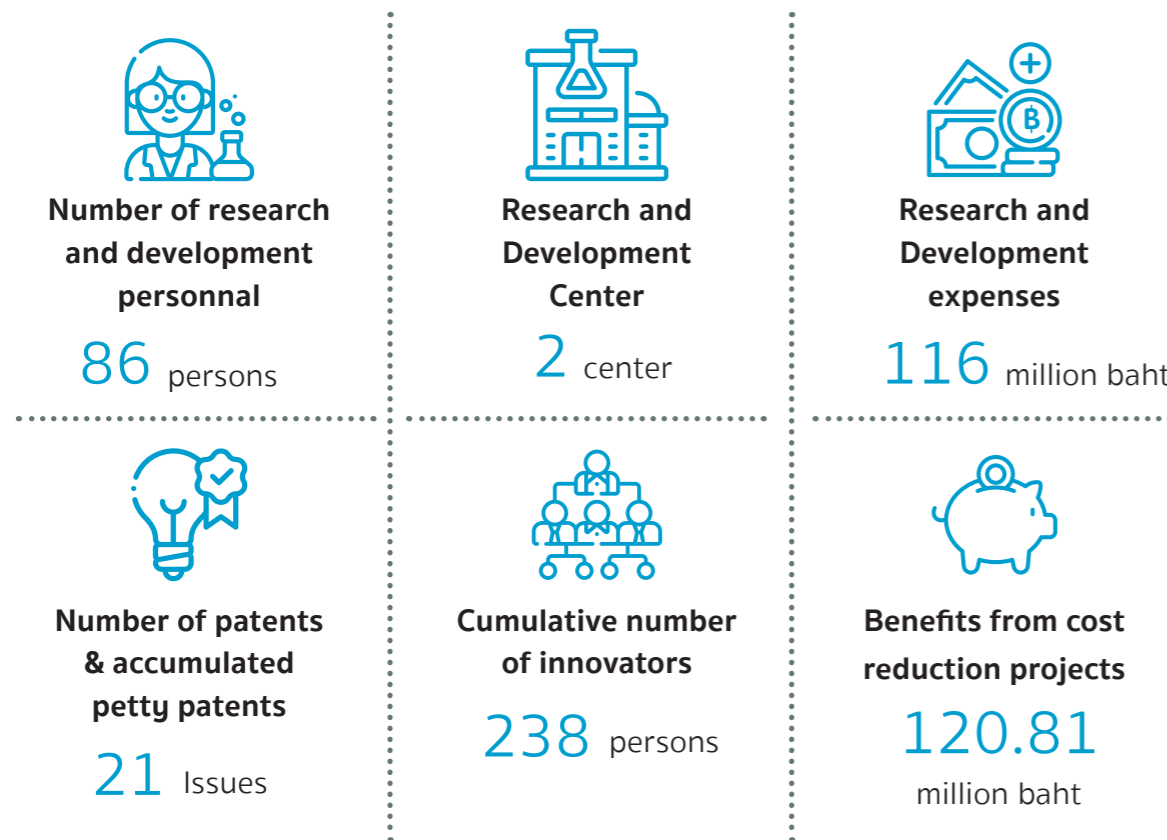 Number of research
and development
personnal
86 persons
Research and
Development
Center
2 center
Research and
Development
expenses
116 million baht
Number of patents
& accumulated
petty patents
21 Issues
Cumulative number
of innovators
238 persons
Benefits from cost
reduction projects
120.81
million baht